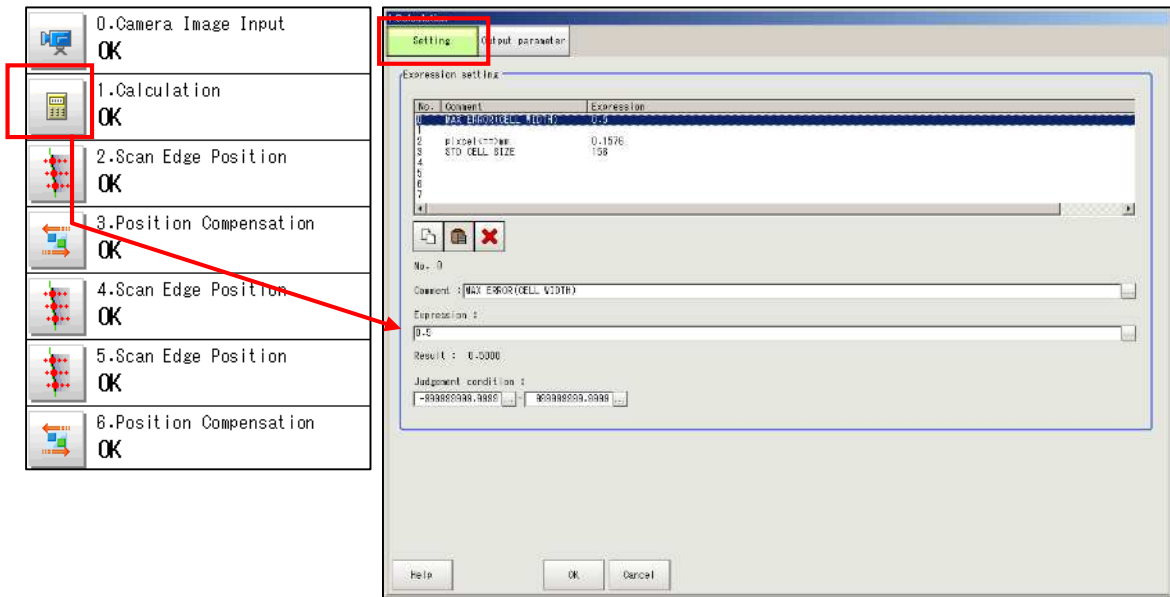 0.Camera Image Input
OK
1.Calculation
OK
2.Scan Edge Position
OK
3.Position Compensation
OK
4.Scan Edge Position
OK
5.Scan Edge Position
OK
6.Position Compensation
OK
Calculation
Setting Output parameter
Expression setting
No. Comment Expression
0 MAX ERROR(CELL WIDTH) 0.5
1
2 pixcel<=>mm 0.1576
3 STD CELL SIZE 156
4
5
6
7
No. 0
Comment : MAX ERROR(CELL WIDTH) ...
Expression :
0.5 ...
Result : 0.5000
Judgement condition :
-999999999.9999 ... - 999999999.9999 ...
Help OK Cancel